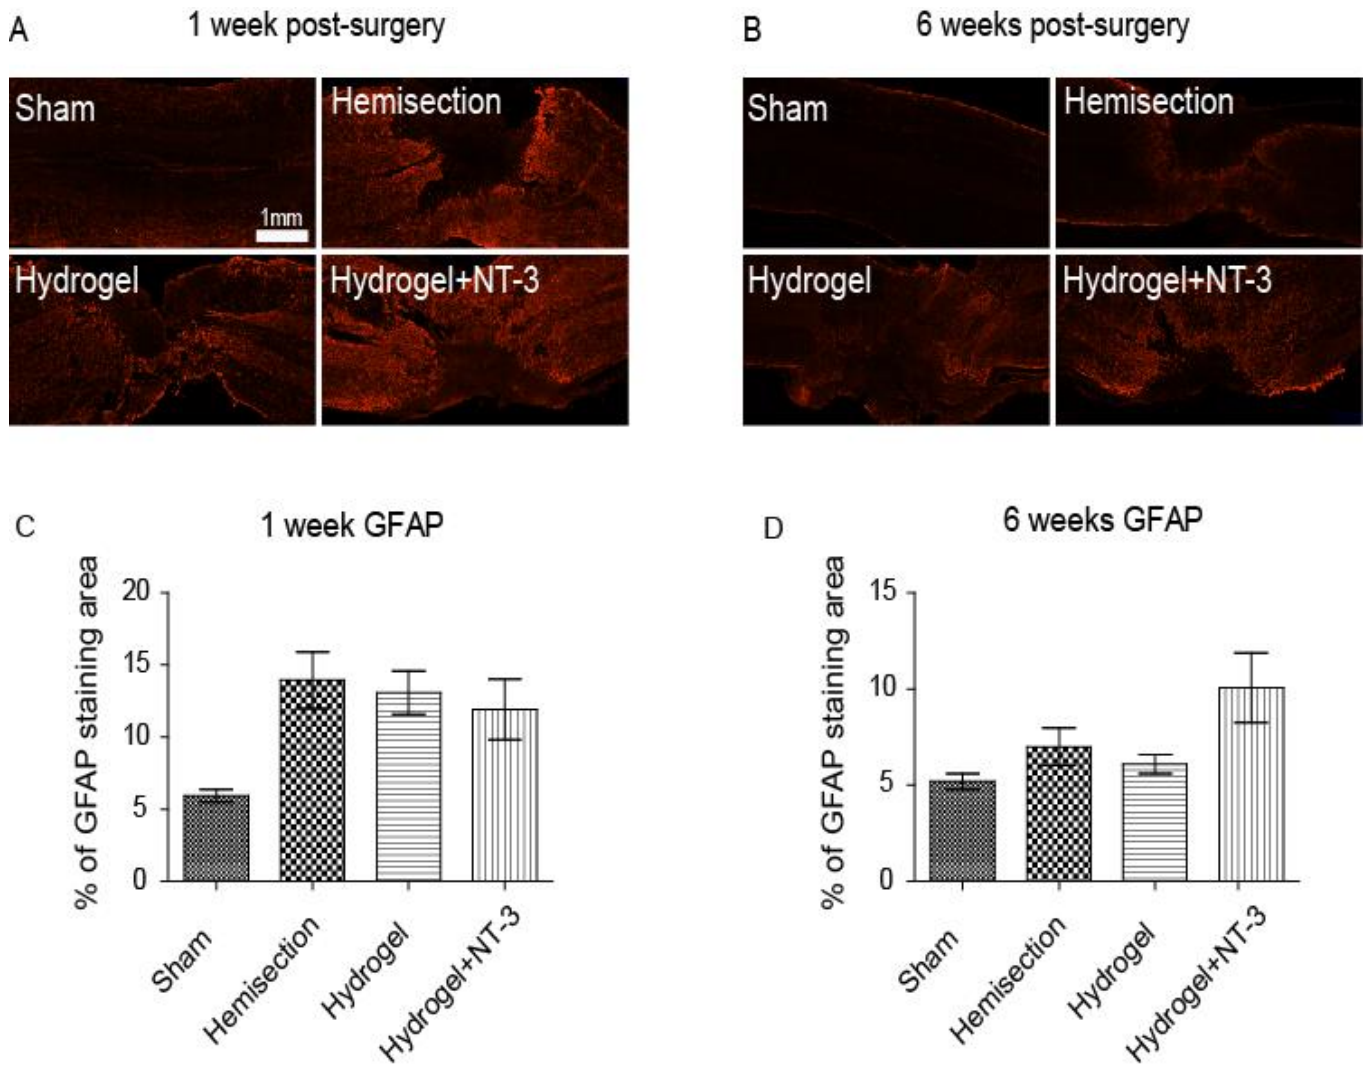 A
1 week post-surgery
B
6 weeks post-surgery
Sham
Hemisection
1mm
Hydrogel
Hydrogel+NT-3
Sham
Hemisection
Hydrogel
Hydrogel+NT-3
C
1 week GFAP
% of GFAP staining area
20
15
10
5
0
Sham
Hemisection
Hydrogel
Hydrogel+NT-3
D
6 weeks GFAP
% of GFAP staining area
15
10
5
0
Sham
Hemisection
Hydrogel
Hydrogel+NT-3